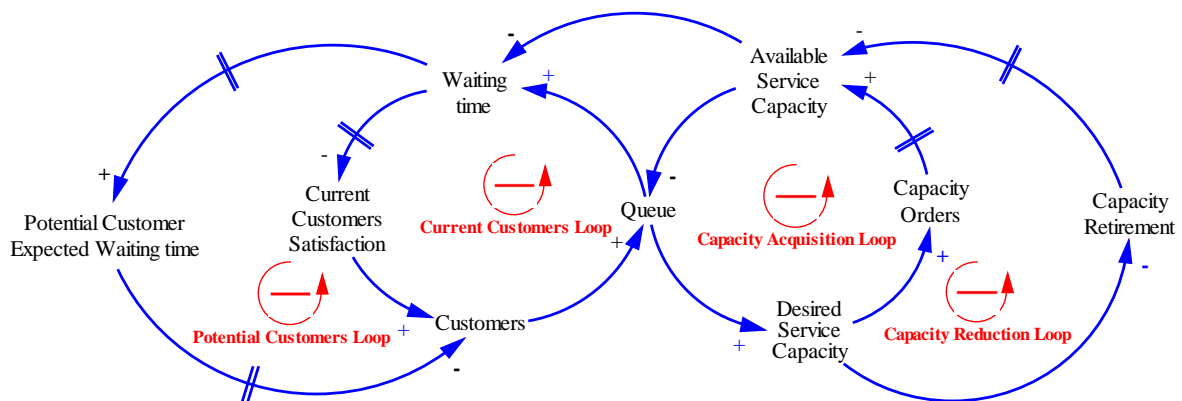 -
-
Available
Service
Capacity
Waiting
time
+
+
-
+
Current
Customers
Satisfaction
-
Queue
Capacity
Orders
Capacity
Retirement
Potential Customer
Expected Waiting time
Current Customers Loop
Capacity Acquisition Loop
+
+
-
Potential Customers Loop
+
Customers
-
+
Desired
Service
Capacity
Capacity Reduction Loop